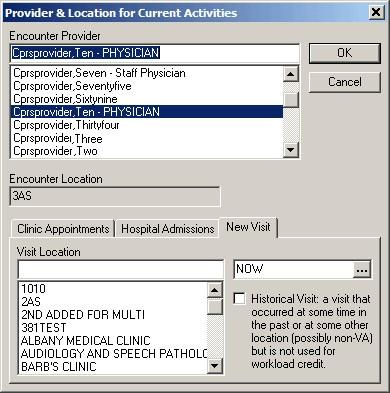 Provider & Location for Current Activities
Encounter Provider
Cprsprovider,Ten - PHYSICIAN
OK
Cprsprovider,Seven - Staff Physician
Cprsprovider,Seventyfive
Cprsprovider,Sixtynine
Cprsprovider,Ten - PHYSICIAN
Cprsprovider,Thirtyfour
Cprsprovider,Three
Cprsprovider,Two
Cancel
Encounter Location
3AS
Clinic Appointments
Hospital Admissions
New Visit
Visit Location
NOW
...
1010
2AS
2ND ADDED FOR MULTI
381TEST
ALBANY MEDICAL CLINIC
AUDIOLOGY AND SPEECH PATHOLO
BARB'S CLINIC
Historical Visit: a visit that
occurred at some time in
the past or at some other
location (possibly non-VA)
but is not used for
workload credit.